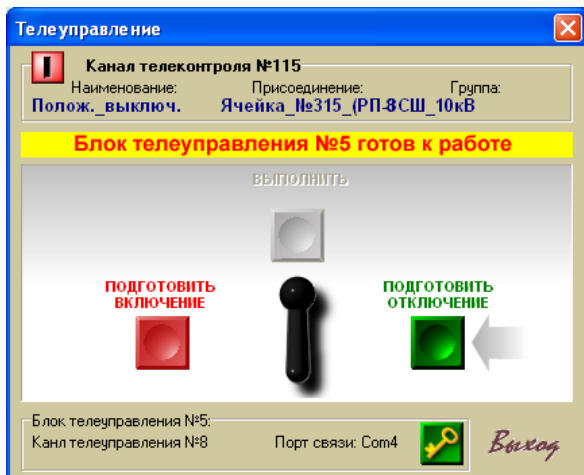 Телеуправление
Канал телеконтроля №115
Наименование: Присоединение: Группа:
Полож._выключ. Ячейка_№315_(РП-8СШ_10кВ
Блок телеуправления №5 готов к работе
ВЫПОЛНИТЬ
ПОДГОТОВИТЬ ВКЛЮЧЕНИЕ
ПОДГОТОВИТЬ ОТКЛЮЧЕНИЕ
Блок телеуправления №5:
Канл телеуправления №8 Порт связи: Com4
Выход